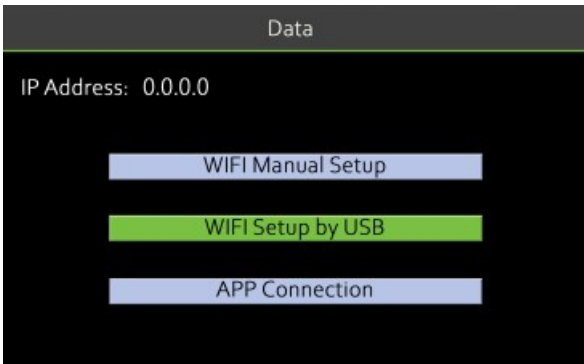 Data
IP Address: 0.0.0.0
WIFI Manual Setup
WIFI Setup by USB
APP Connection